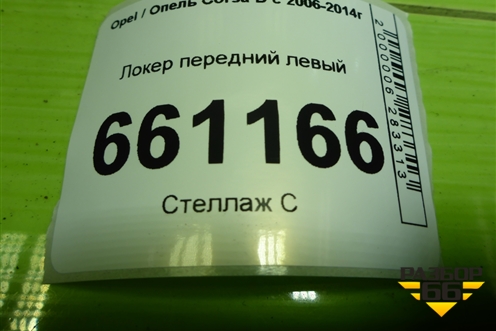 Opel / Опель Corsa D с 2006-2014г
Локер передний левый
661166
Стеллаж С
2000006283313
РАЗБОР
66